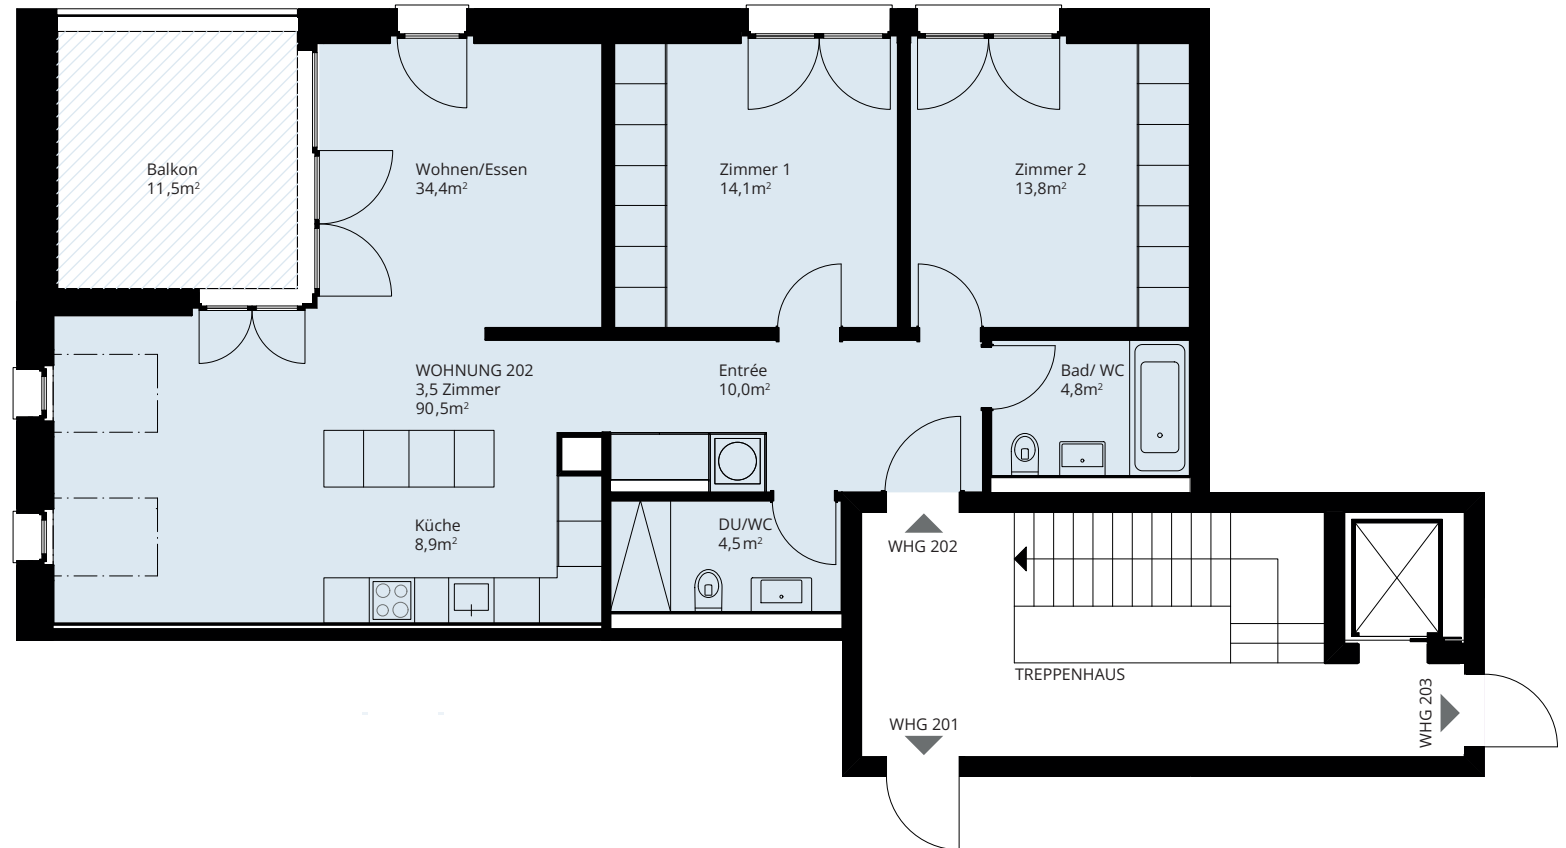 Balkon
11,5m²
Wohnen/Essen
34,4m²
Zimmer 1
14,1m²
Zimmer 2
13,8m²
WOHNUNG 202
3,5 Zimmer
90,5m²
Entrée
10,0m²
Bad/ WC
4,8m²
Küche
8,9m²
DU/WC
4,5m²
WHG 202
TREPPENHAUS
WHG 201
WHG 203